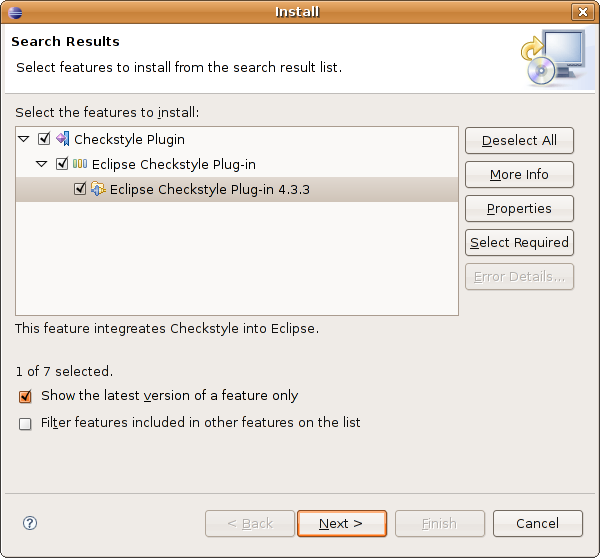 Install
Search Results
Select features to install from the search result list.
Select the features to install:
Checkstyle Plugin
Eclipse Checkstyle Plug-in
Eclipse Checkstyle Plug-in 4.3.3
Deselect All
More Info
Properties
Select Required
Error Details...
This feature integreates Checkstyle into Eclipse.
1 of 7 selected.
Show the latest version of a feature only
Filter features included in other features on the list
?
< Back
Next >
Finish
Cancel